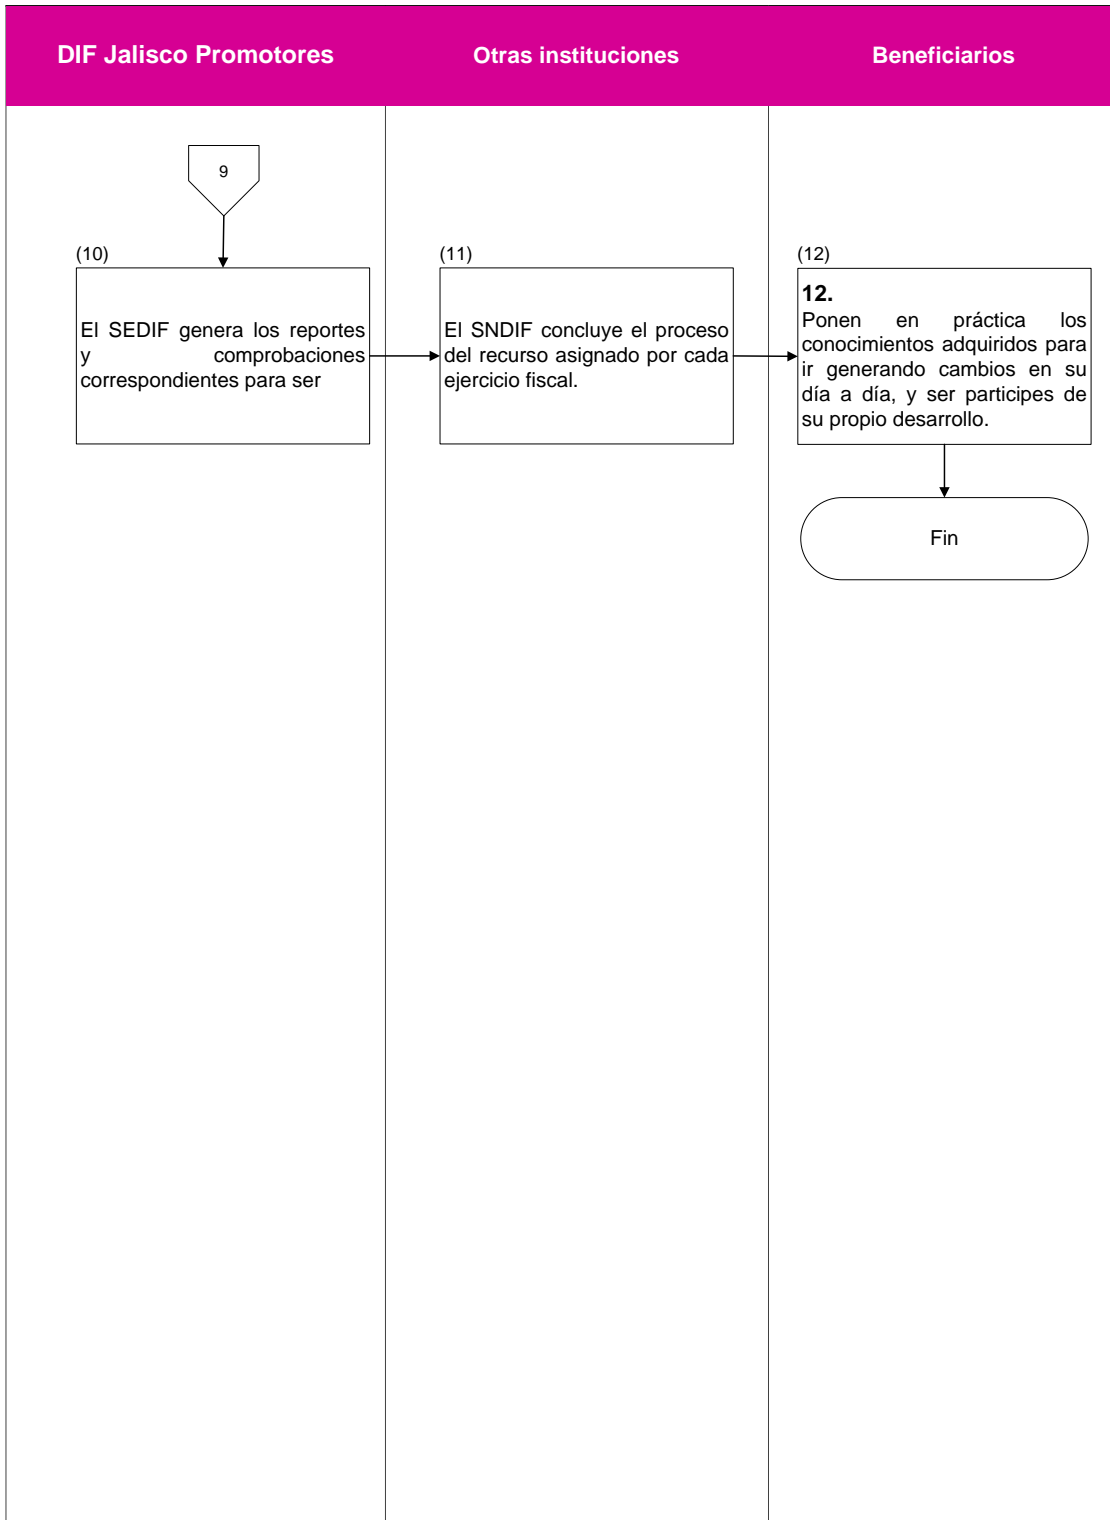 DIF Jalisco Promotores
Otras instituciones
Beneficiarios
9
(10)
El SEDIF genera los reportes
y comprobaciones
correspondientes para ser
(11)
El SNDIF concluye el proceso
del recurso asignado por cada
ejercicio fiscal.
(12)
12.
Ponen en práctica los
conocimientos adquiridos para
ir generando cambios en su
día a día, y ser participes de
su propio desarrollo.
Fin